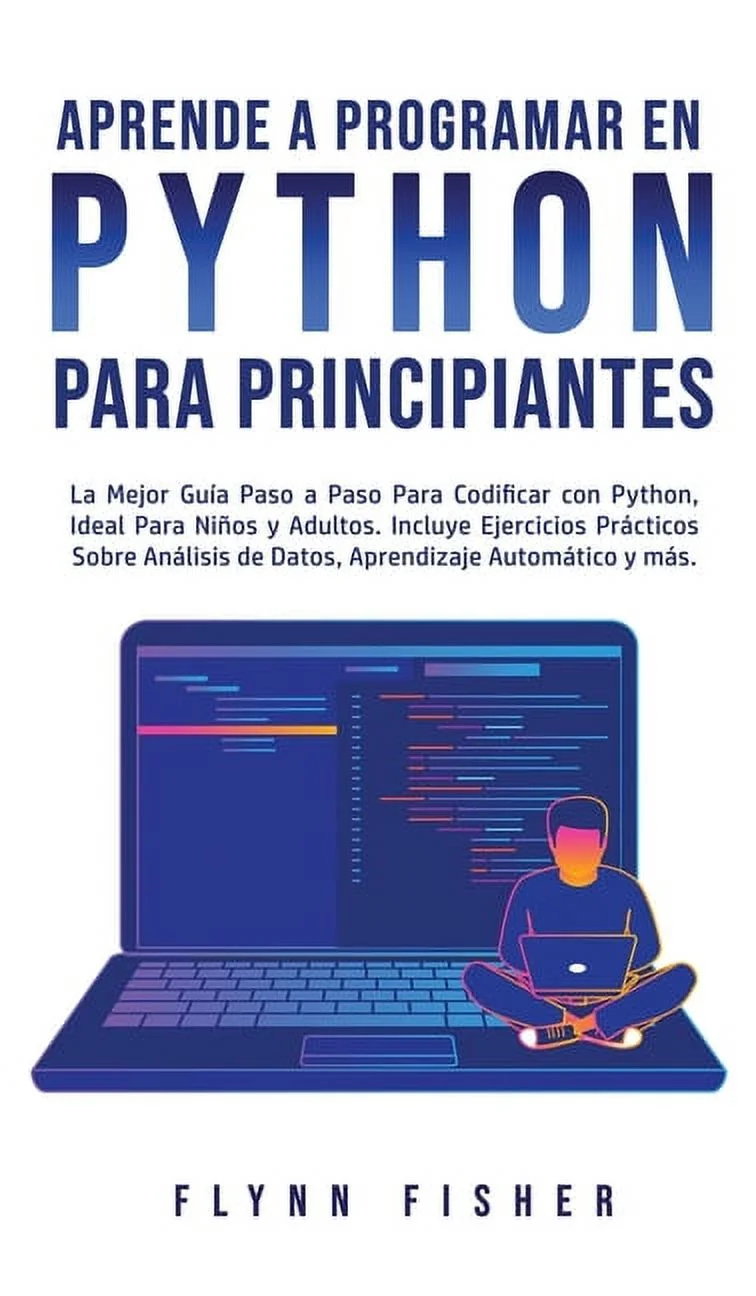 APRENDE A PROGRAMAR EN
PYTHON
PARA PRINCIPIANTES
La Mejor Guía Paso a Paso Para Codificar con Python,
Ideal Para Niños y Adultos. Incluye Ejercicios Prácticos
Sobre Análisis de Datos, Aprendizaje Automático y más.
FLYNN FISHER